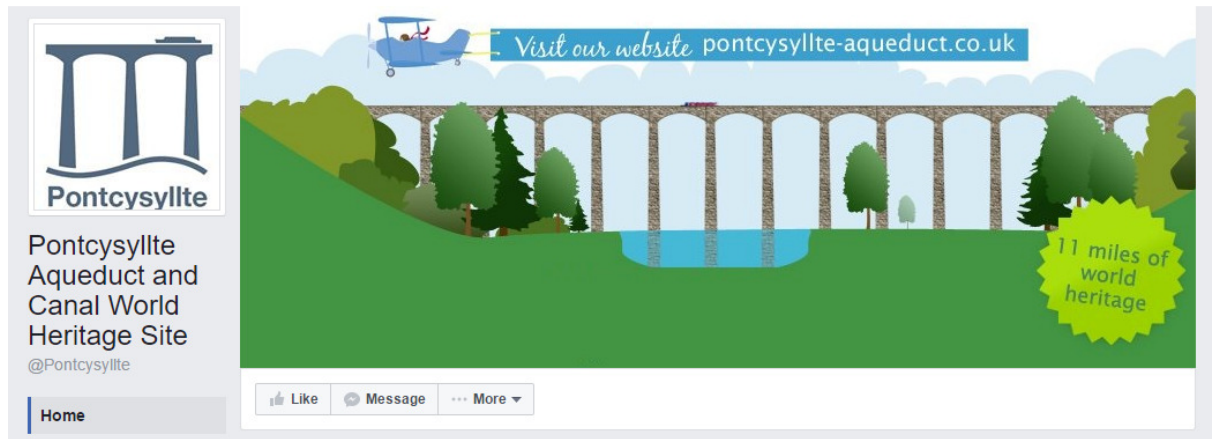 Visit our website pontcysyllte-aqueduct.co.uk
Pontcysyllte
Pontcysyllte
Aqueduct and
Canal World
Heritage Site
@Pontcysyllte
Home
11 miles of
world
heritage
Like
Message
More